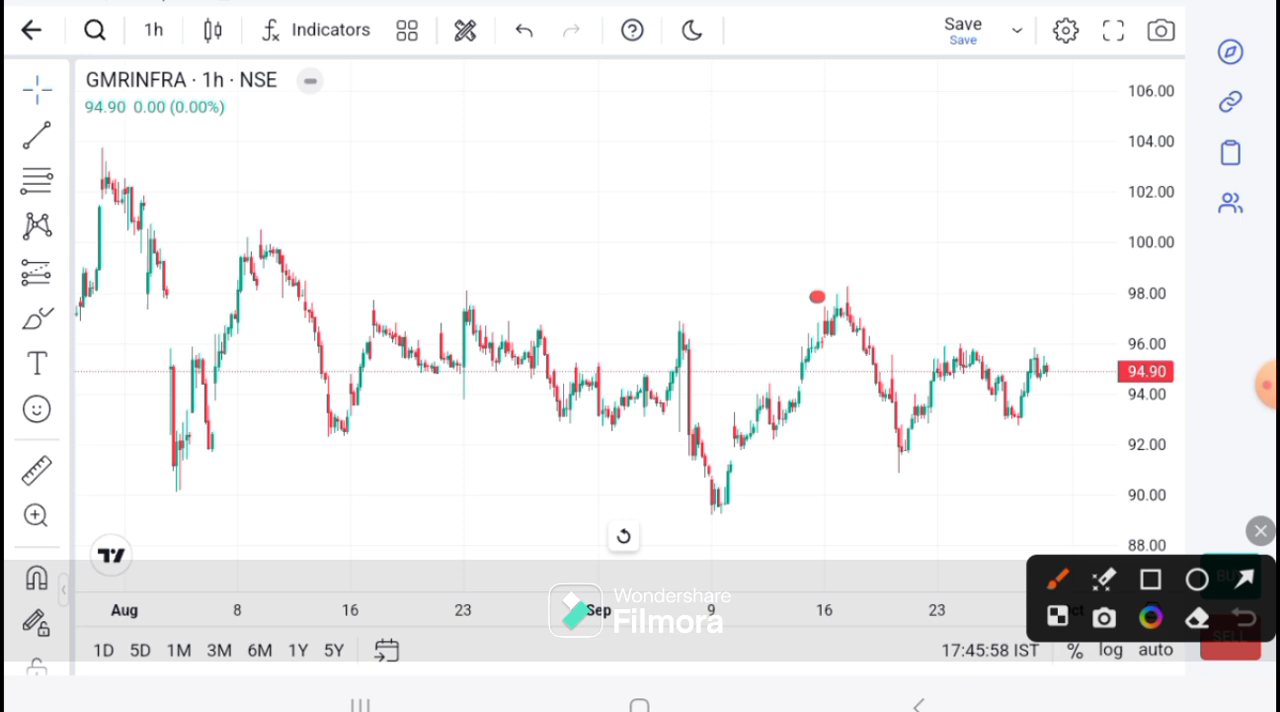 1h
Indicators
Save
Save
GMRINFRA · 1h · NSE
94.90 0.00 (0.00%)
106.00
104.00
102.00
100.00
98.00
96.00
94.90
94.00
92.00
90.00
88.00
Wondershare
Filmora
Aug 8 16 23 Sep 9 16 23
SELL
1D 5D 1M 3M 6M 1Y 5Y
17:45:58 IST % log auto